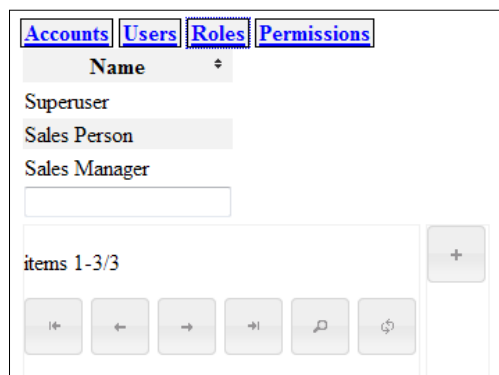 Accounts Users Roles Permissions
Name
Superuser
Sales Person
Sales Manager
items 1-3/3